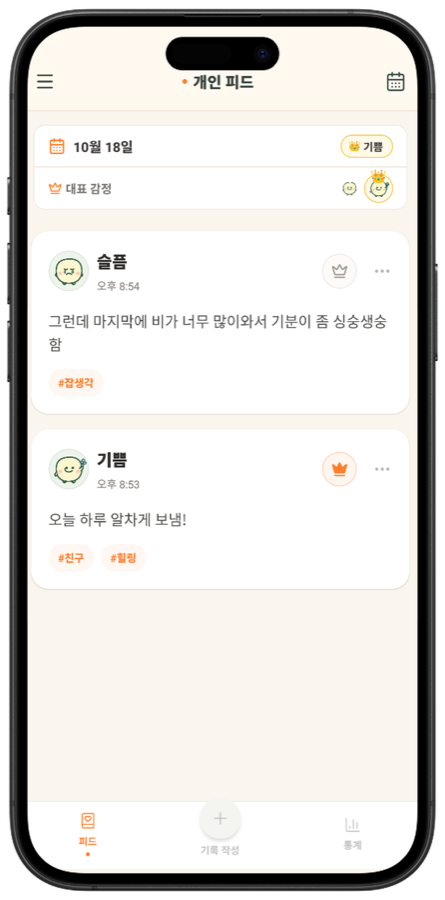 개인 피드
10월 18일
기쁨
대표 감정
슬픔
오후 8:54
그런데 마지막에 비가 너무 많이와서 기분이 좀 싱숭생숭
함
#잡생각
기쁨
오후 8:53
오늘 하루 알차게 보냄!
#친구 #힐링
피드
기록 작성
통계